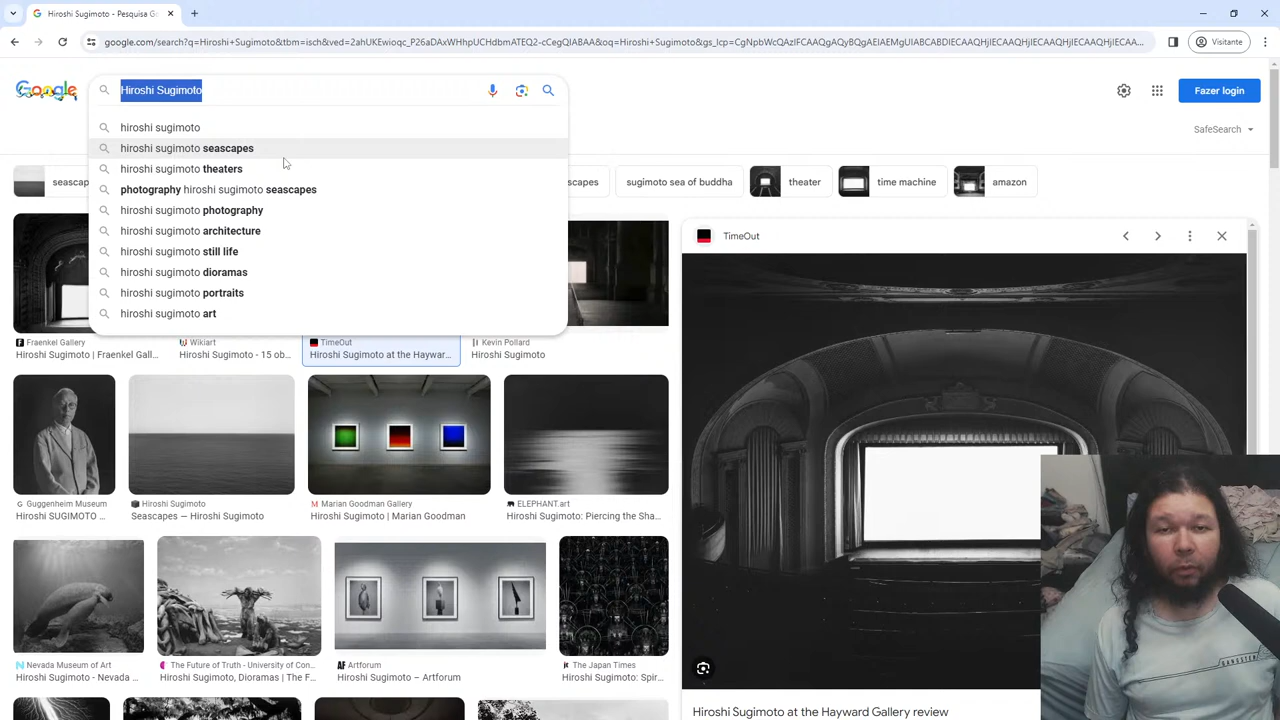 Hiroshi Sugimoto - Pesquisa Go
google.com/search?q=Hiroshi+Sugimoto&tbm=isch&ved=2ahUKEwioqc_P26aDAxWHhpUCHdbmATEQ2-cCegQIABAA&oq=Hiroshi+Sugimoto&gs_lcp=CgNpbWcQAzIFCAAQgAQyBQgAEIAEMgUIABCABDIECAAQHjIECAAQHjIECAAQHjIECAAQHjIECAAQHjIECAAQHjIECAAQHjIECAAQHjIECAAQHjIECAAQHjIEC...
Visitante
Google
Hiroshi Sugimoto
Fazer login
hiroshi sugimoto
SafeSearch
hiroshi sugimoto seascapes
hiroshi sugimoto theaters
photography hiroshi sugimoto seascapes
hiroshi sugimoto photography
hiroshi sugimoto architecture
hiroshi sugimoto still life
hiroshi sugimoto dioramas
hiroshi sugimoto portraits
hiroshi sugimoto art
seascap
scapes
sugimoto sea of buddha
theater
time machine
amazon
TimeOut
Fraenkel Gallery
Hiroshi Sugimoto | Fraenkel Gall...
Wikiart
Hiroshi Sugimoto - 15 ob...
TimeOut
Hiroshi Sugimoto at the Haywar...
Kevin Pollard
Hiroshi Sugimoto
Guggenheim Museum
Hiroshi SUGIMOTO ...
Hiroshi Sugimoto
Seascapes — Hiroshi Sugimoto
Marian Goodman Gallery
Hiroshi Sugimoto | Marian Goodman
ELEPHANT.art
Hiroshi Sugimoto: Piercing the Sha...
Nevada Museum of Art
Hiroshi Sugimoto - Nevada ...
The Future of Truth - University of Con...
Hiroshi Sugimoto, Dioramas | The F...
Artforum
Hiroshi Sugimoto – Artforum
The Japan Times
Hiroshi Sugimoto: Spir...
Hiroshi Sugimoto at the Hayward Gallery review